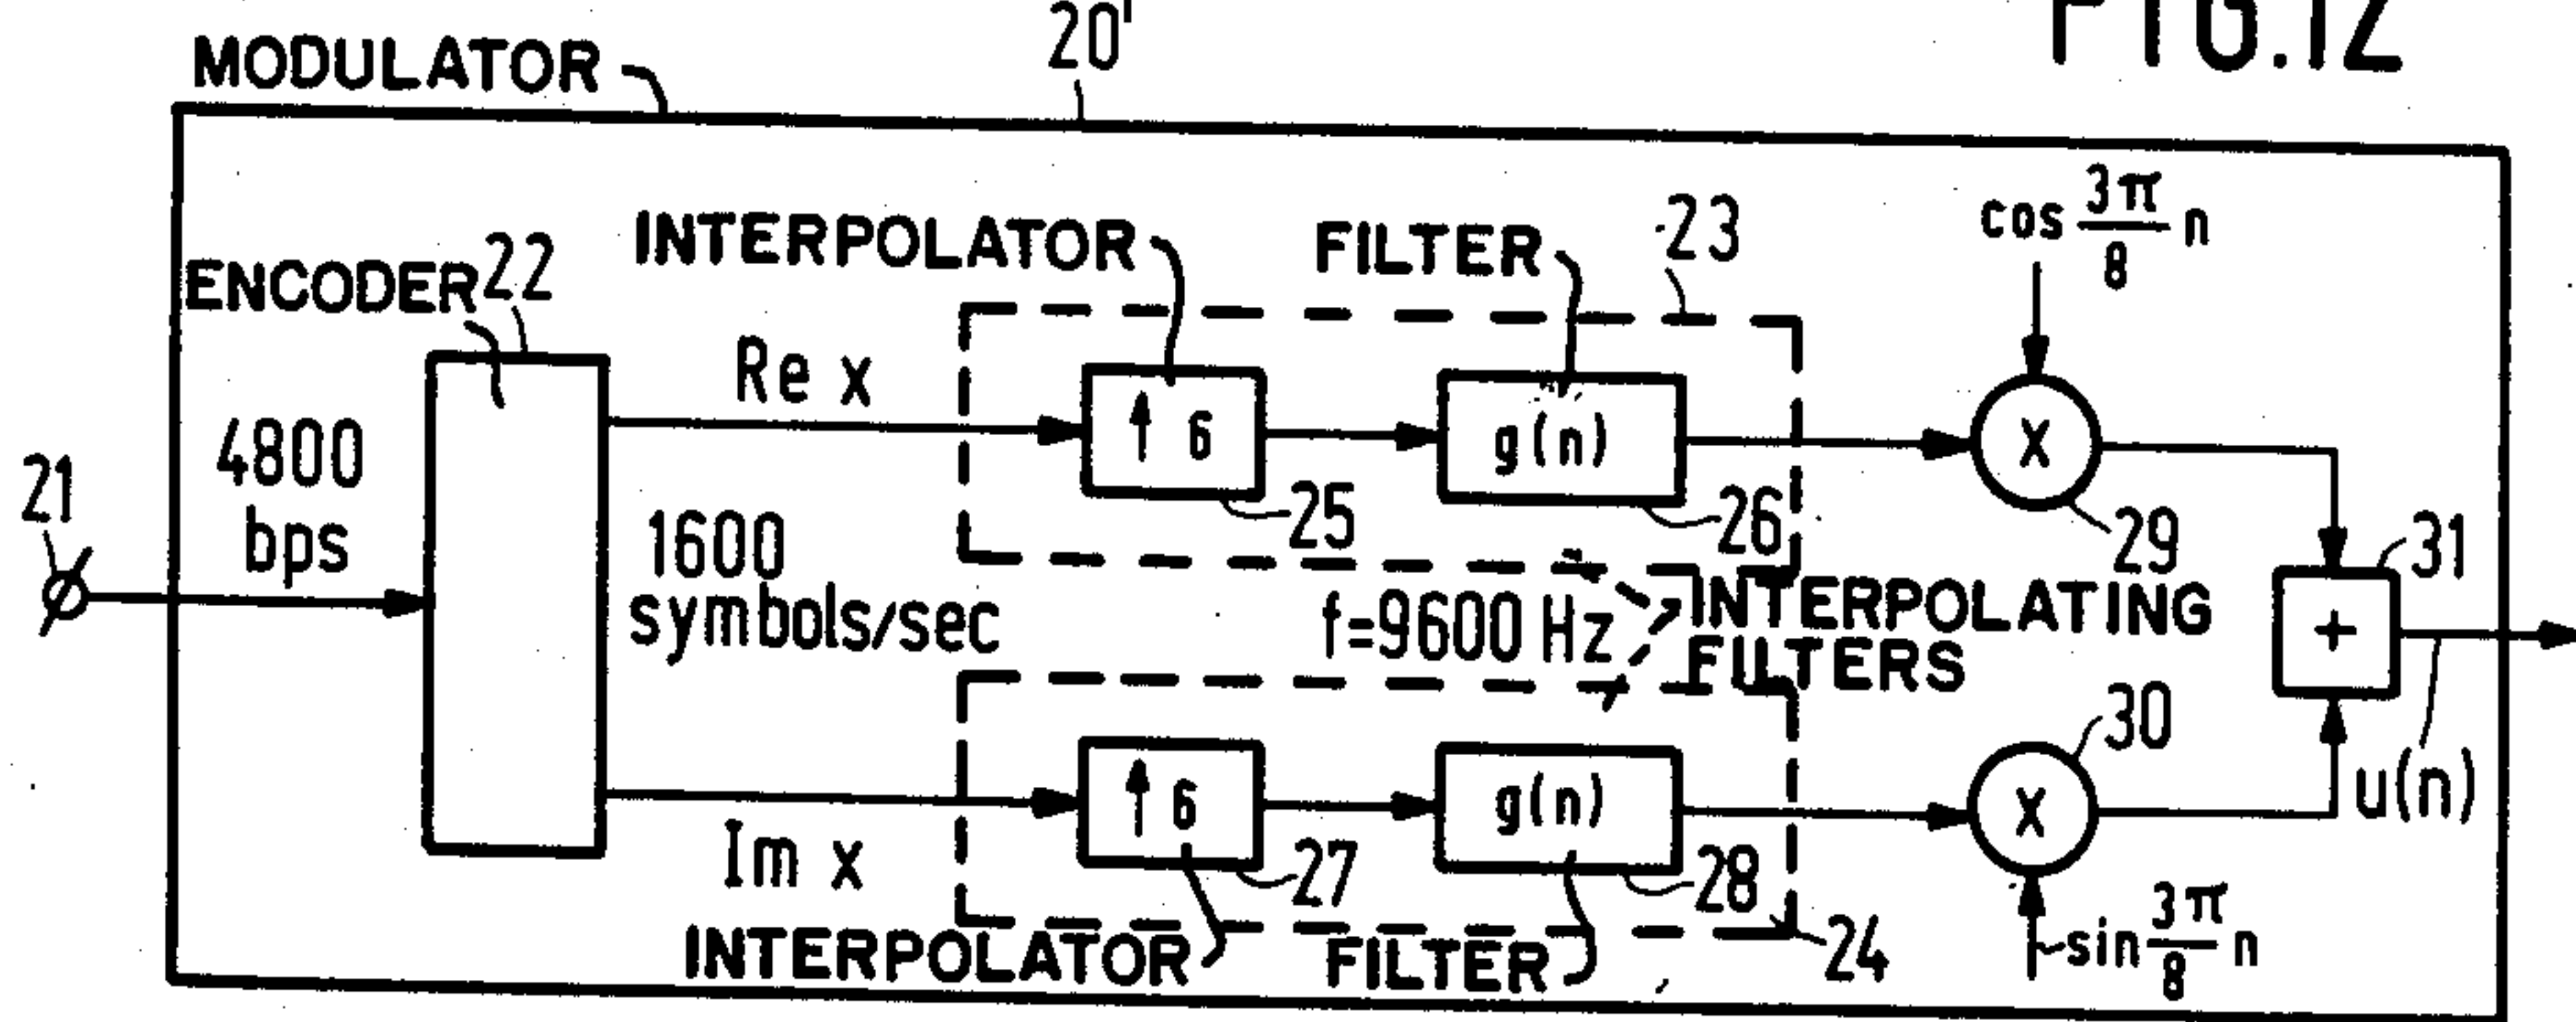 FIG.12
20'
MODULATOR
INTERPOLATOR
FILTER
23
cos 3π/8 n
ENCODER 22
Re x
↑ 6
g(n)
X
4800
bps
21
25
26
29
31
1600
symbols/sec
f=9600 Hz
INTERPOLATING
FILTERS
+
30
u(n)
Im x
↑ 6
g(n)
X
27
28
24
INTERPOLATOR
FILTER
-sin 3π/8 n